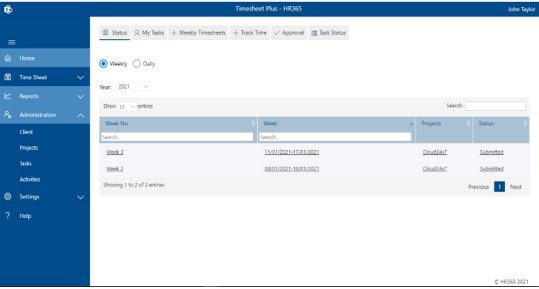 Timesheet Plus - HR365
John Taylor
Home
Time Sheet
Reports
Administration
Client
Projects
Tasks
Activities
Settings
? Help
Status My Tasks + Weekly Timesheets + Track Time Approval Task Status
Weekly Daily
Year: 2021
Show 10 entries Search:
Week No Week Projects Status
Search.. Search..
Week 3 11/01/2021-17/01/2021 Cloud24x7 Submitted
Week 2 04/01/2021-10/01/2021 Cloud24x7 Submitted
Showing 1 to 2 of 2 entries Previous 1 Next
© HR365 2021